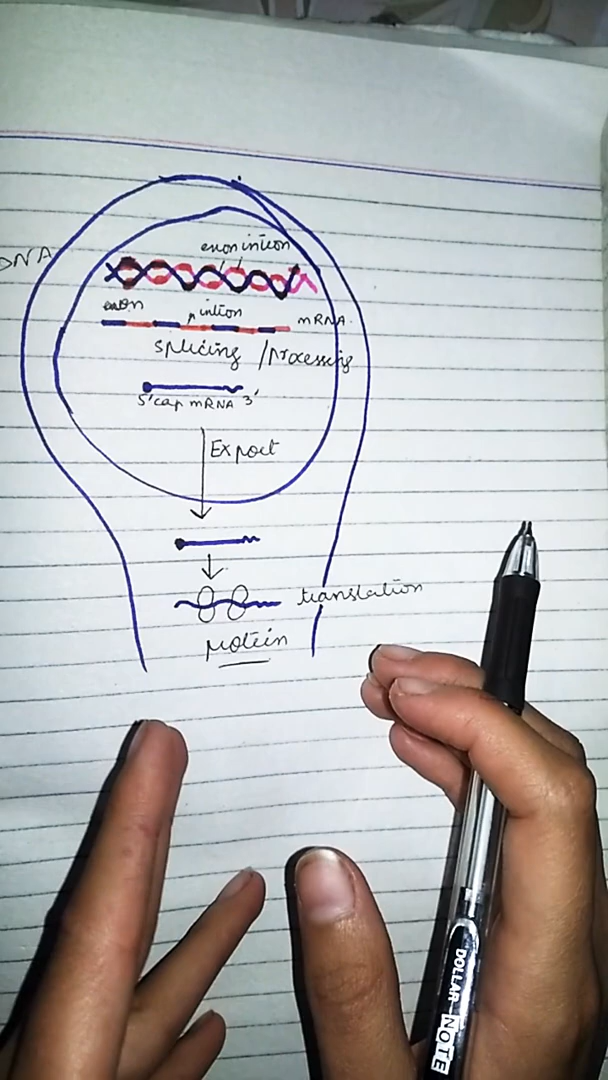 exon intron
DNA
exon
intron
mRNA
splicing /processing
5'cap mRNA 3'
Export
translation
protein
DOLLAR NOTE